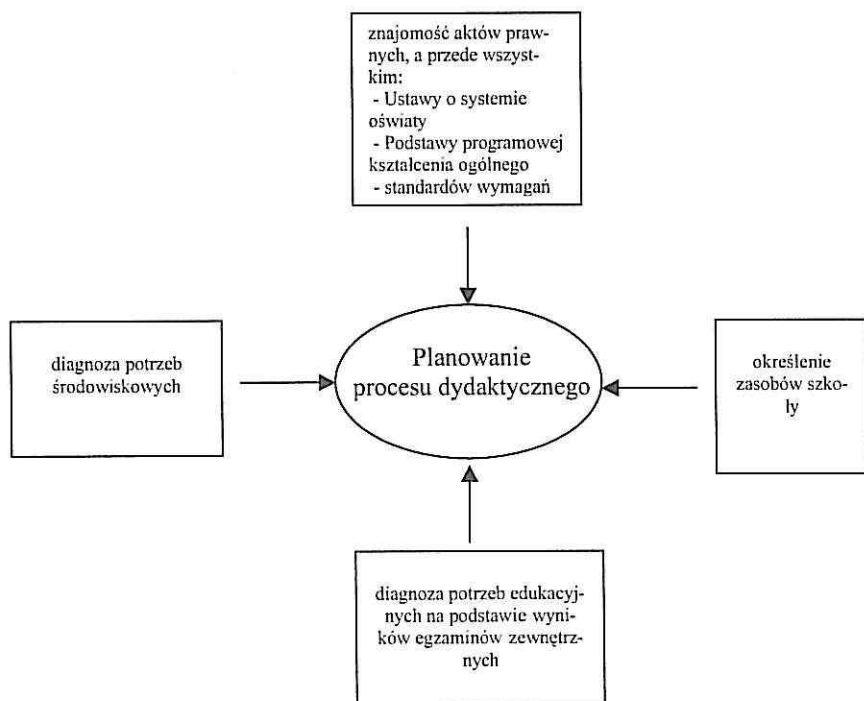 znajomość aktów praw-
nych, a przede wszyst-
kim:
- Ustawy o systemie
oświaty
- Podstawy programowej
kształcenia ogólnego
- standardów wymagań
diagnoza potrzeb
środowiskowych
Planowanie
procesu dydaktycznego
określenie
zasobów szko-
ły
diagnoza potrzeb edukacyj-
nych na podstawie wyni-
ków egzaminów zewnętrz-
nych